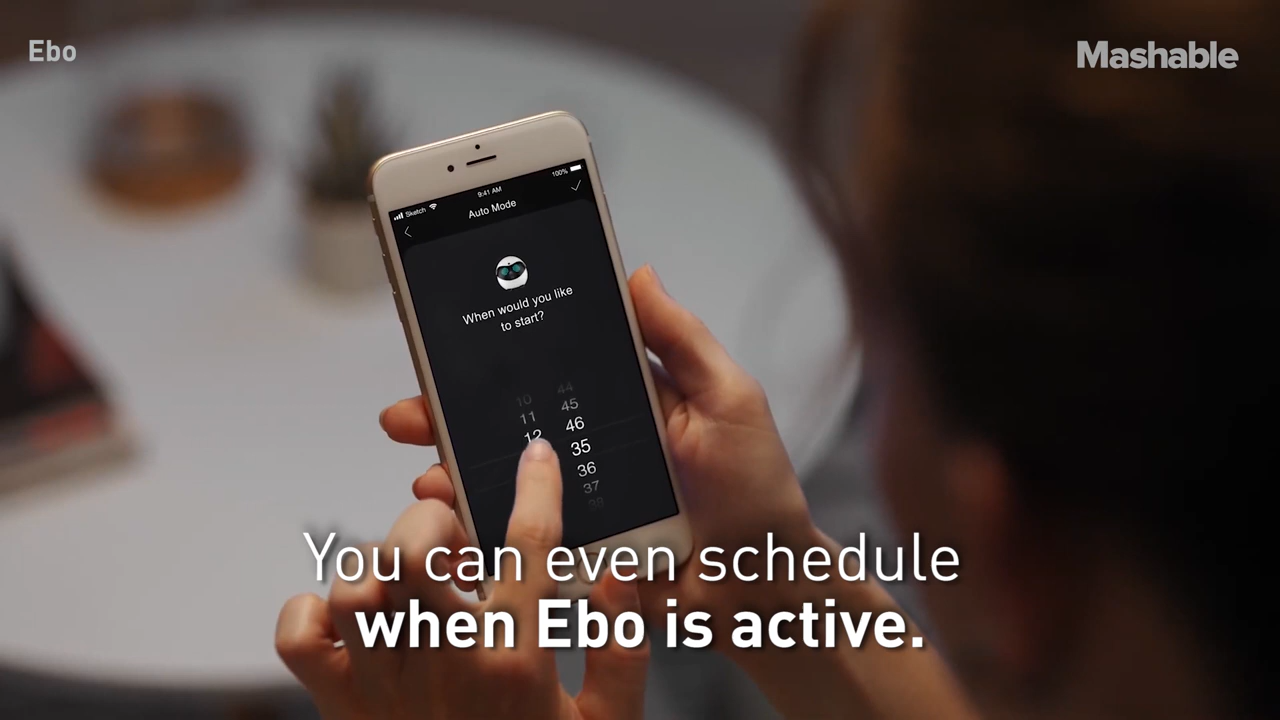 Ebo
Mashable
Sketch 9:41 AM 100%
Auto Mode
When would you like
to start?
10 44
11 45
12 46
35
36
37
38
You can even schedule
when Ebo is active.